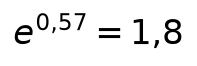 e^{0,57} = 1,8